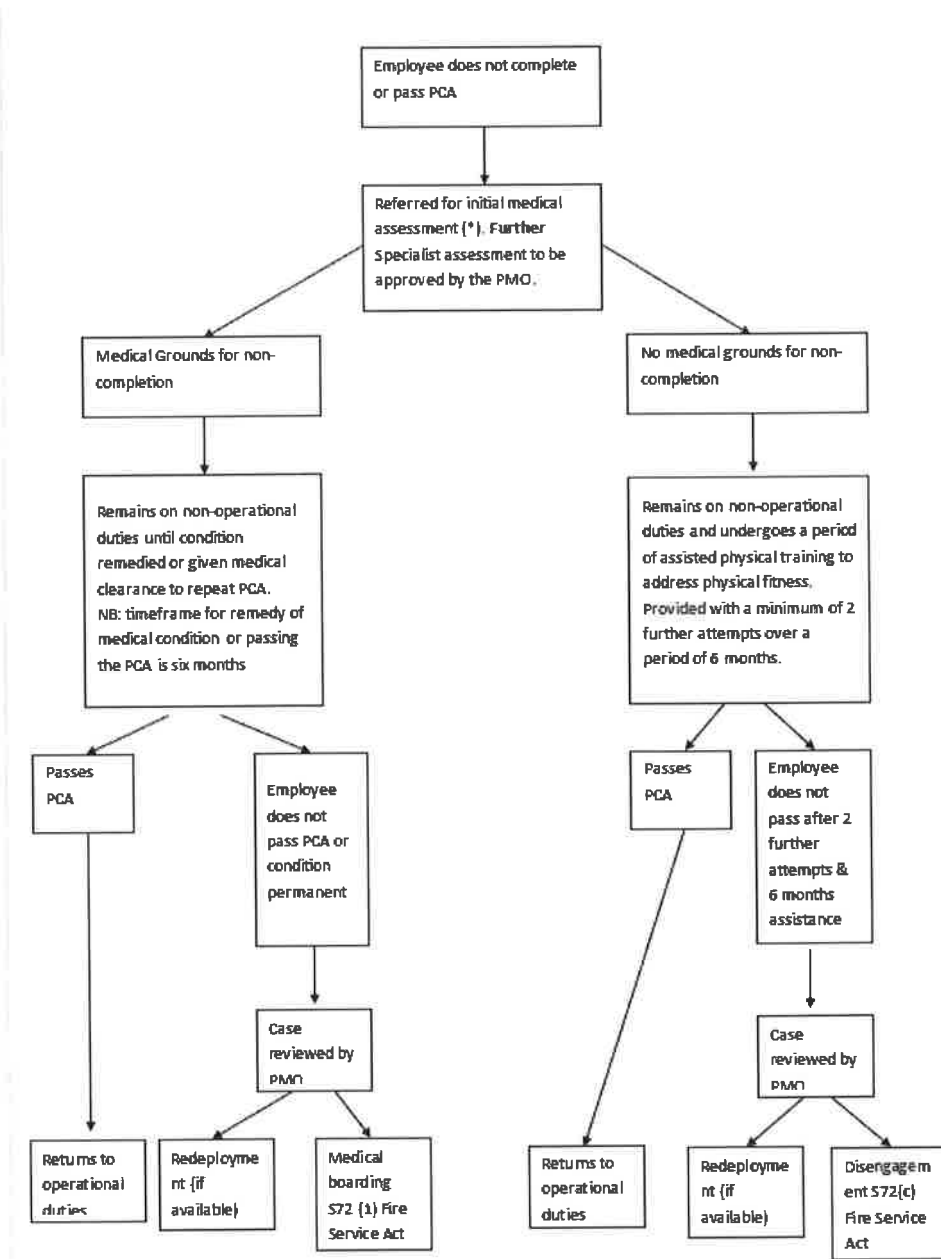 Employee does not complete
or pass PCA
Referred for initial medical
assessment (*). Further
Specialist assessment to be
approved by the PMO.
Medical Grounds for non-
completion
No medical grounds for non-
completion
Remains on non-operational
duties until condition
remedied or given medical
clearance to repeat PCA.
NB: timeframe for remedy of
medical condition or passing
the PCA is six months
Remains on non-operational
duties and undergoes a period
of assisted physical training to
address physical fitness.
Provided with a minimum of 2
further attempts over a
period of 6 months.
Passes
PCA
Employee
does not
pass PCA or
condition
permanent
Passes
PCA
Employee
does not
pass after 2
further
attempts &
6 months
assistance
Case
reviewed by
PMO
Case
reviewed by
PMO
Returns to
operational
duties
Redeployme
nt (if
available)
Medical
boarding
S72 (1) Fire
Service Act
Returns to
operational
duties
Redeployme
nt (if
available)
Disengagem
ent S72(c)
Fire Service
Act